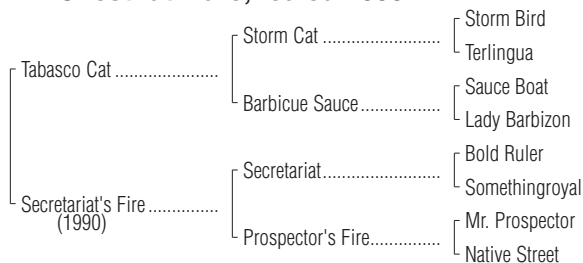 Storm Bird
Storm Cat ........................
Terlingua
Tabasco Cat .....................
Sauce Boat
Barbicue Sauce ................
Lady Barbizon
Bold Ruler
Secretariat ........................
Somethingroyal
Secretariat's Fire ..............
(1990)
Mr. Prospector
Prospector's Fire ..............
Native Street